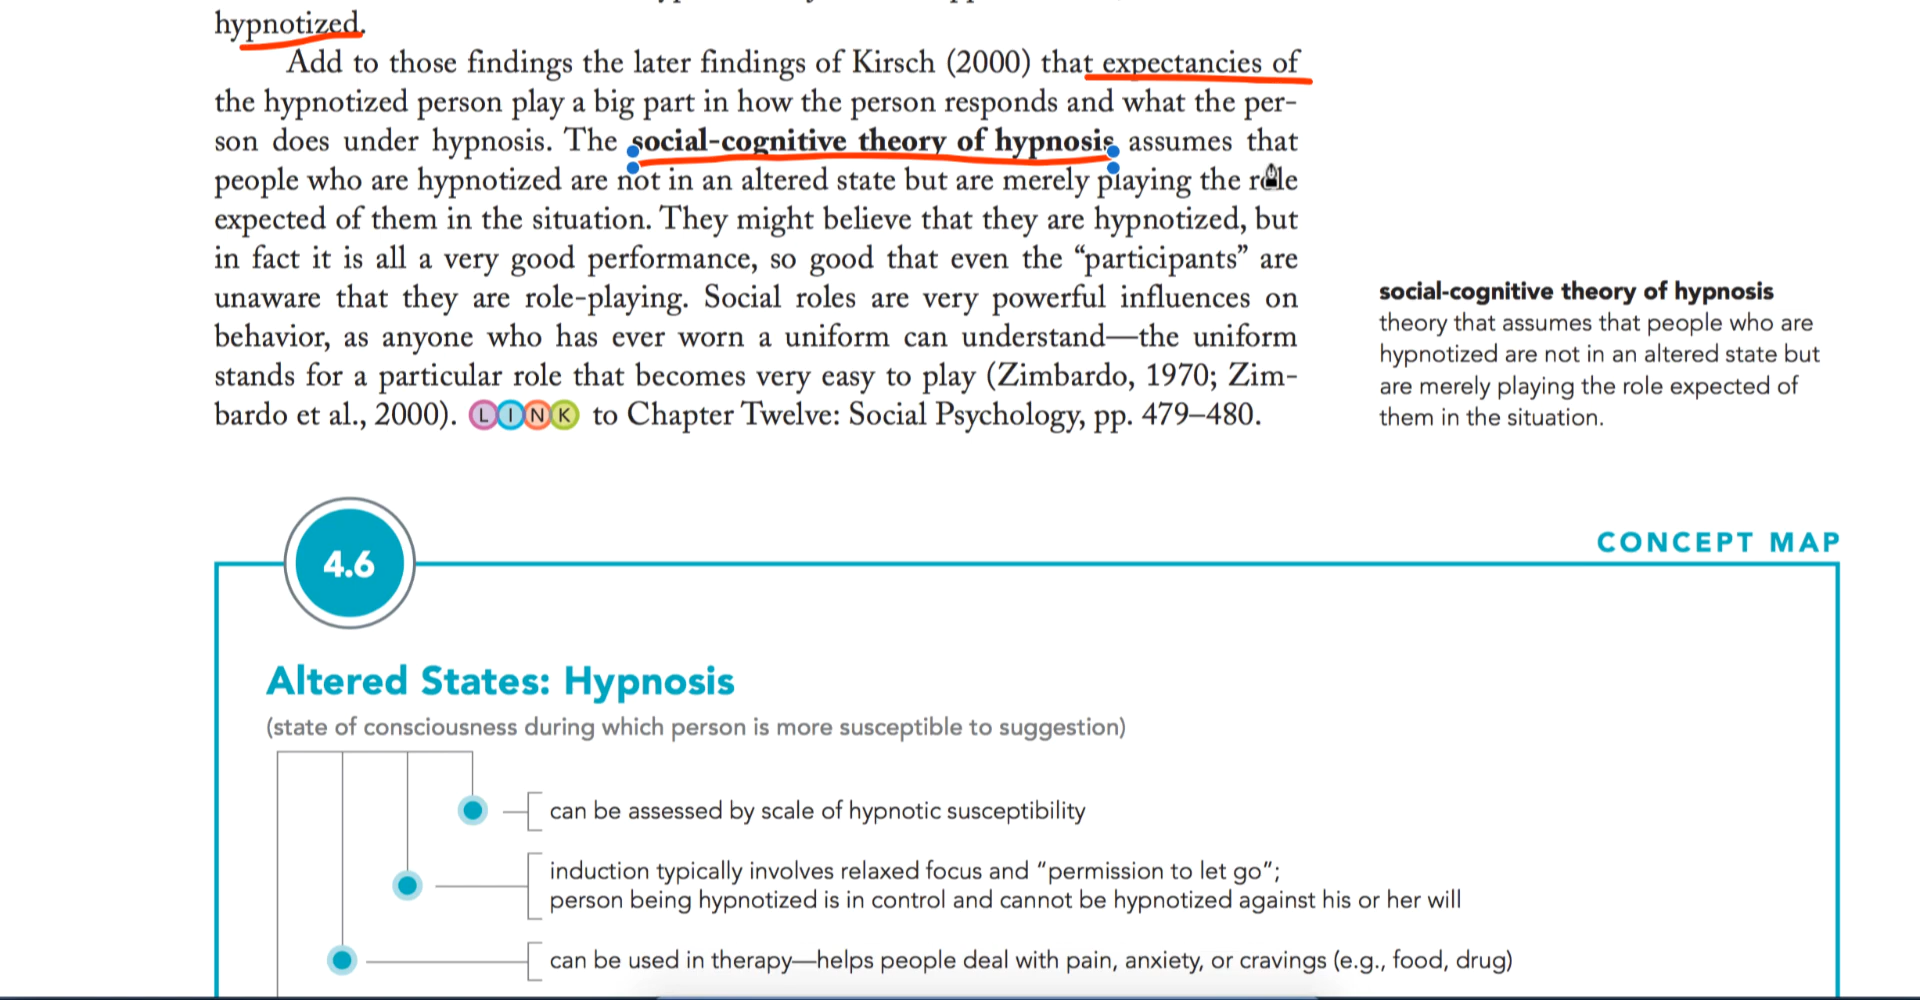 hypnotized.
Add to those findings the later findings of Kirsch (2000) that expectancies of
the hypnotized person play a big part in how the person responds and what the per-
son does under hypnosis. The social-cognitive theory of hypnosis assumes that
people who are hypnotized are not in an altered state but are merely playing the role
expected of them in the situation. They might believe that they are hypnotized, but
in fact it is all a very good performance, so good that even the “participants” are
unaware that they are role-playing. Social roles are very powerful influences on
behavior, as anyone who has ever worn a uniform can understand—the uniform
stands for a particular role that becomes very easy to play (Zimbardo, 1970; Zim-
bardo et al., 2000). LINK to Chapter Twelve: Social Psychology, pp. 479–480.
social-cognitive theory of hypnosis
theory that assumes that people who are
hypnotized are not in an altered state but
are merely playing the role expected of
them in the situation.
CONCEPT MAP
4.6
Altered States: Hypnosis
(state of consciousness during which person is more susceptible to suggestion)
can be assessed by scale of hypnotic susceptibility
induction typically involves relaxed focus and “permission to let go”;
person being hypnotized is in control and cannot be hypnotized against his or her will
can be used in therapy—helps people deal with pain, anxiety, or cravings (e.g., food, drug)